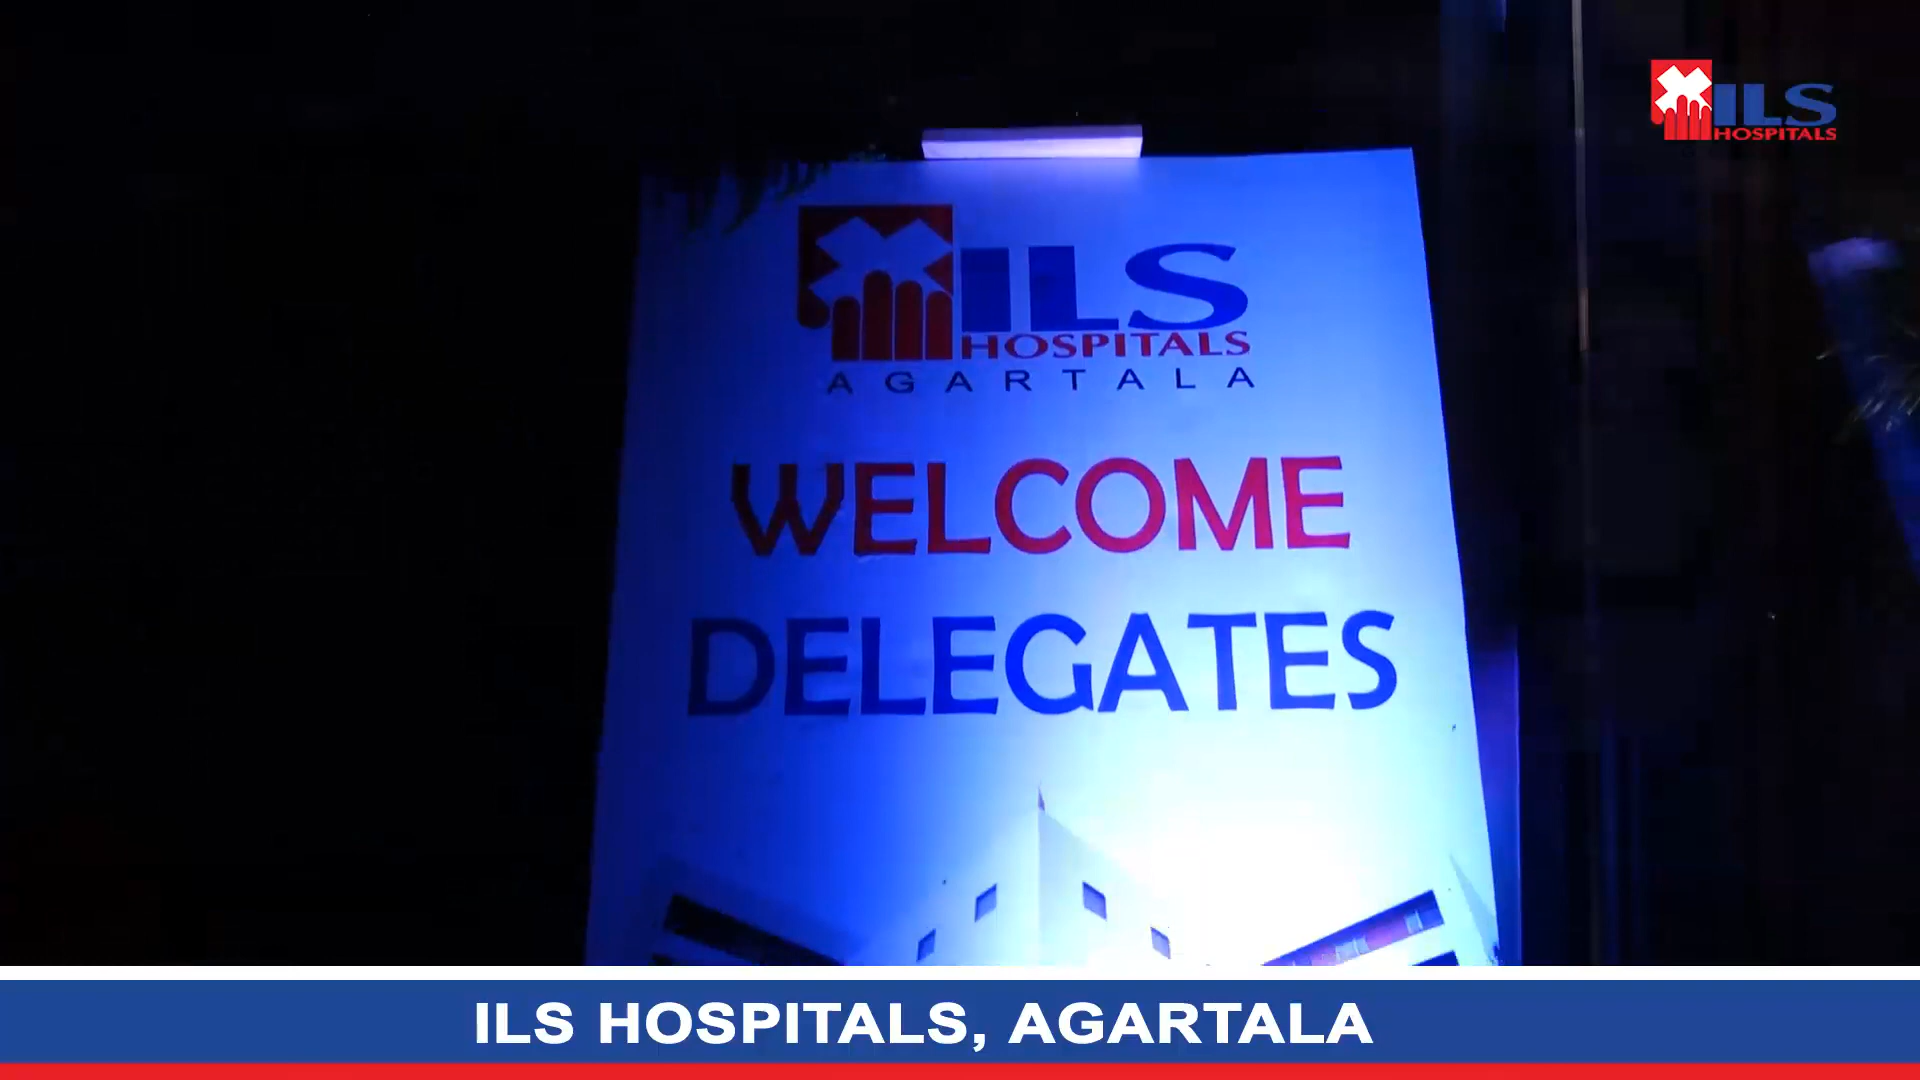 ILS
HOSPITALS
ILS
HOSPITALS
AGARTALA
WELCOME
DELEGATES
ILS HOSPITALS, AGARTALA